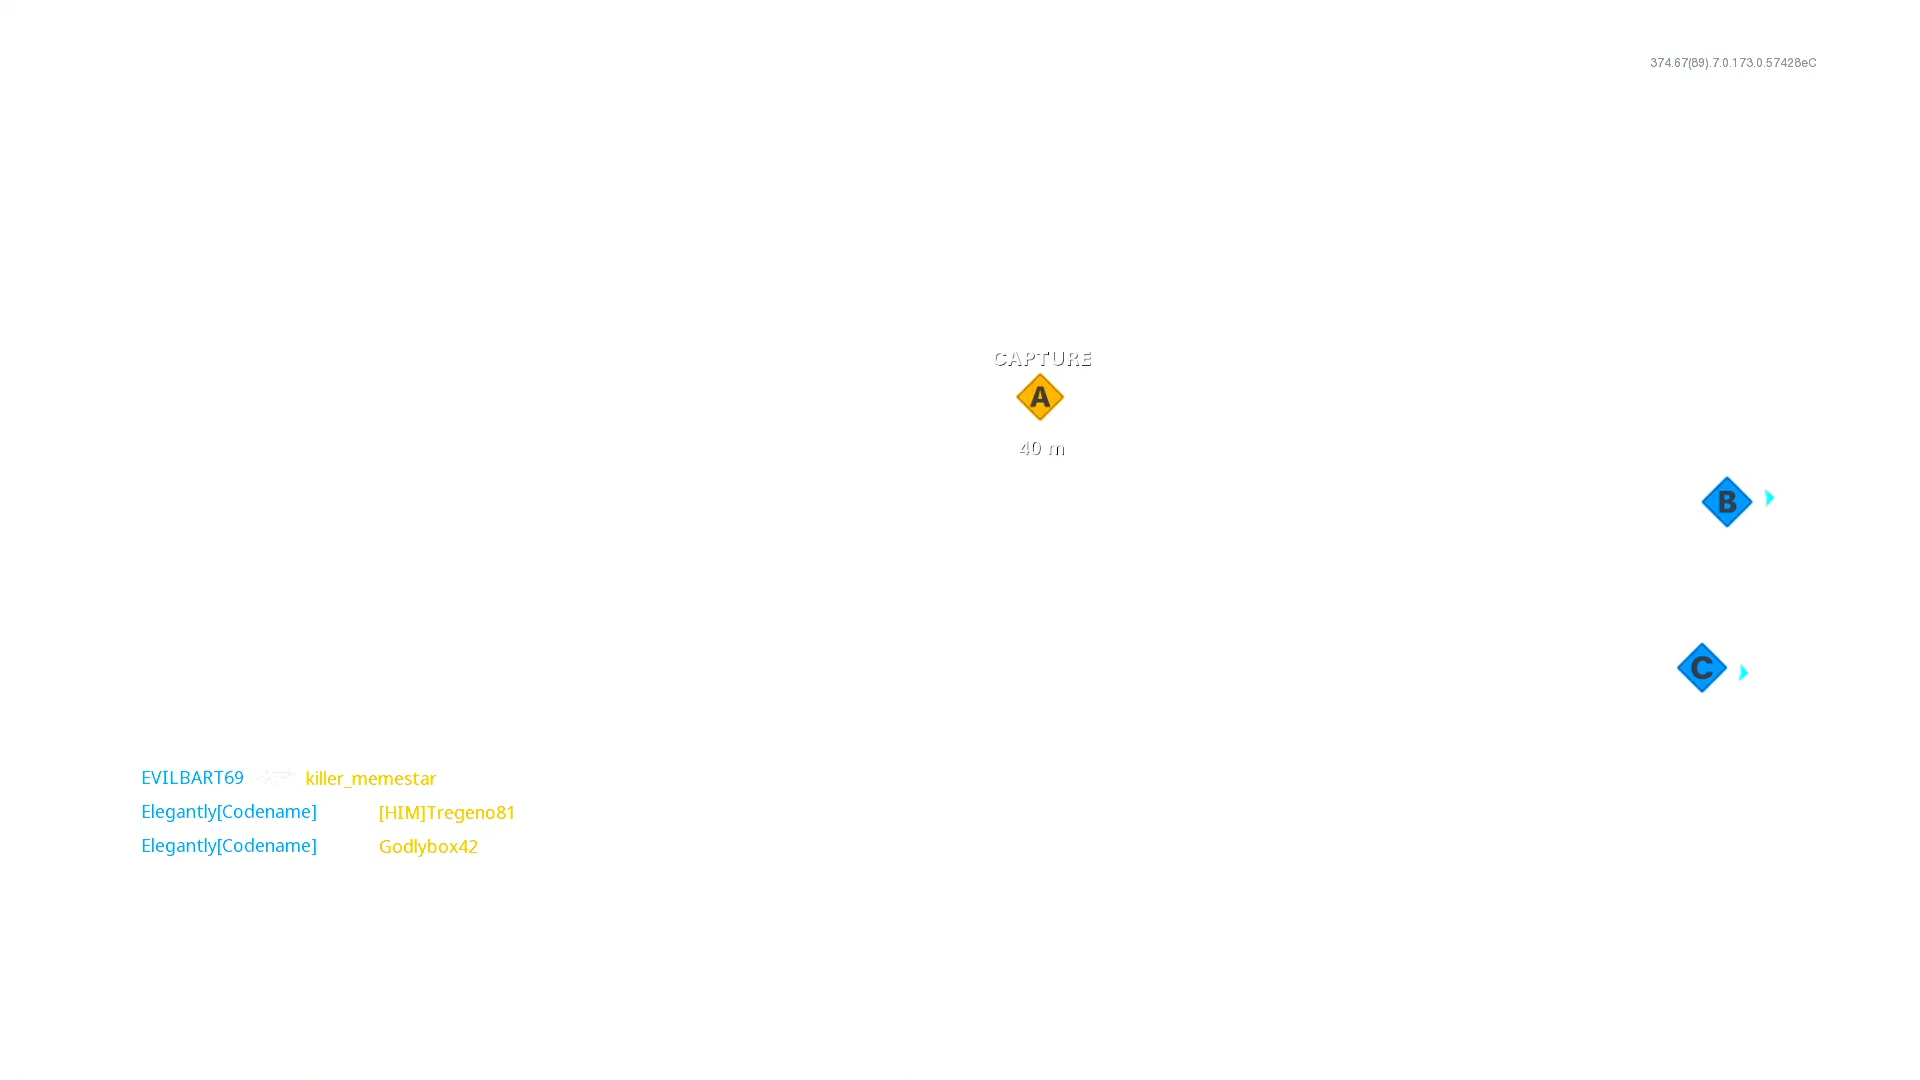 374.67(89).7.0.173.0.57428eC
CAPTURE
A
40 m
B
C
EVILBART69 killer_memestar
Elegantly[Codename] [HIM]Tregeno81
Elegantly[Codename] Godlybox42